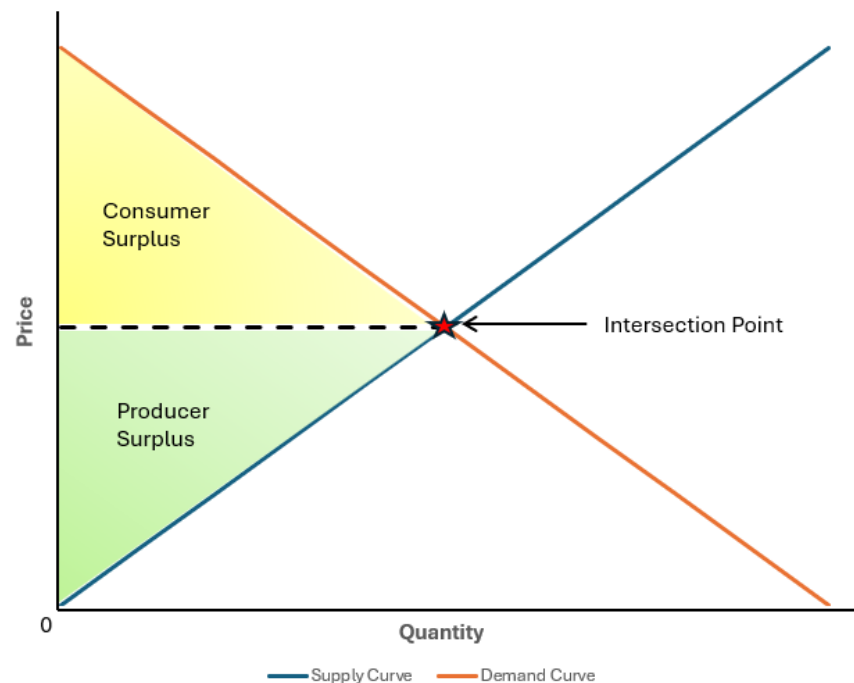 Consumer
Surplus
Price
Intersection Point
Producer
Surplus
0
Quantity
Supply Curve
Demand Curve